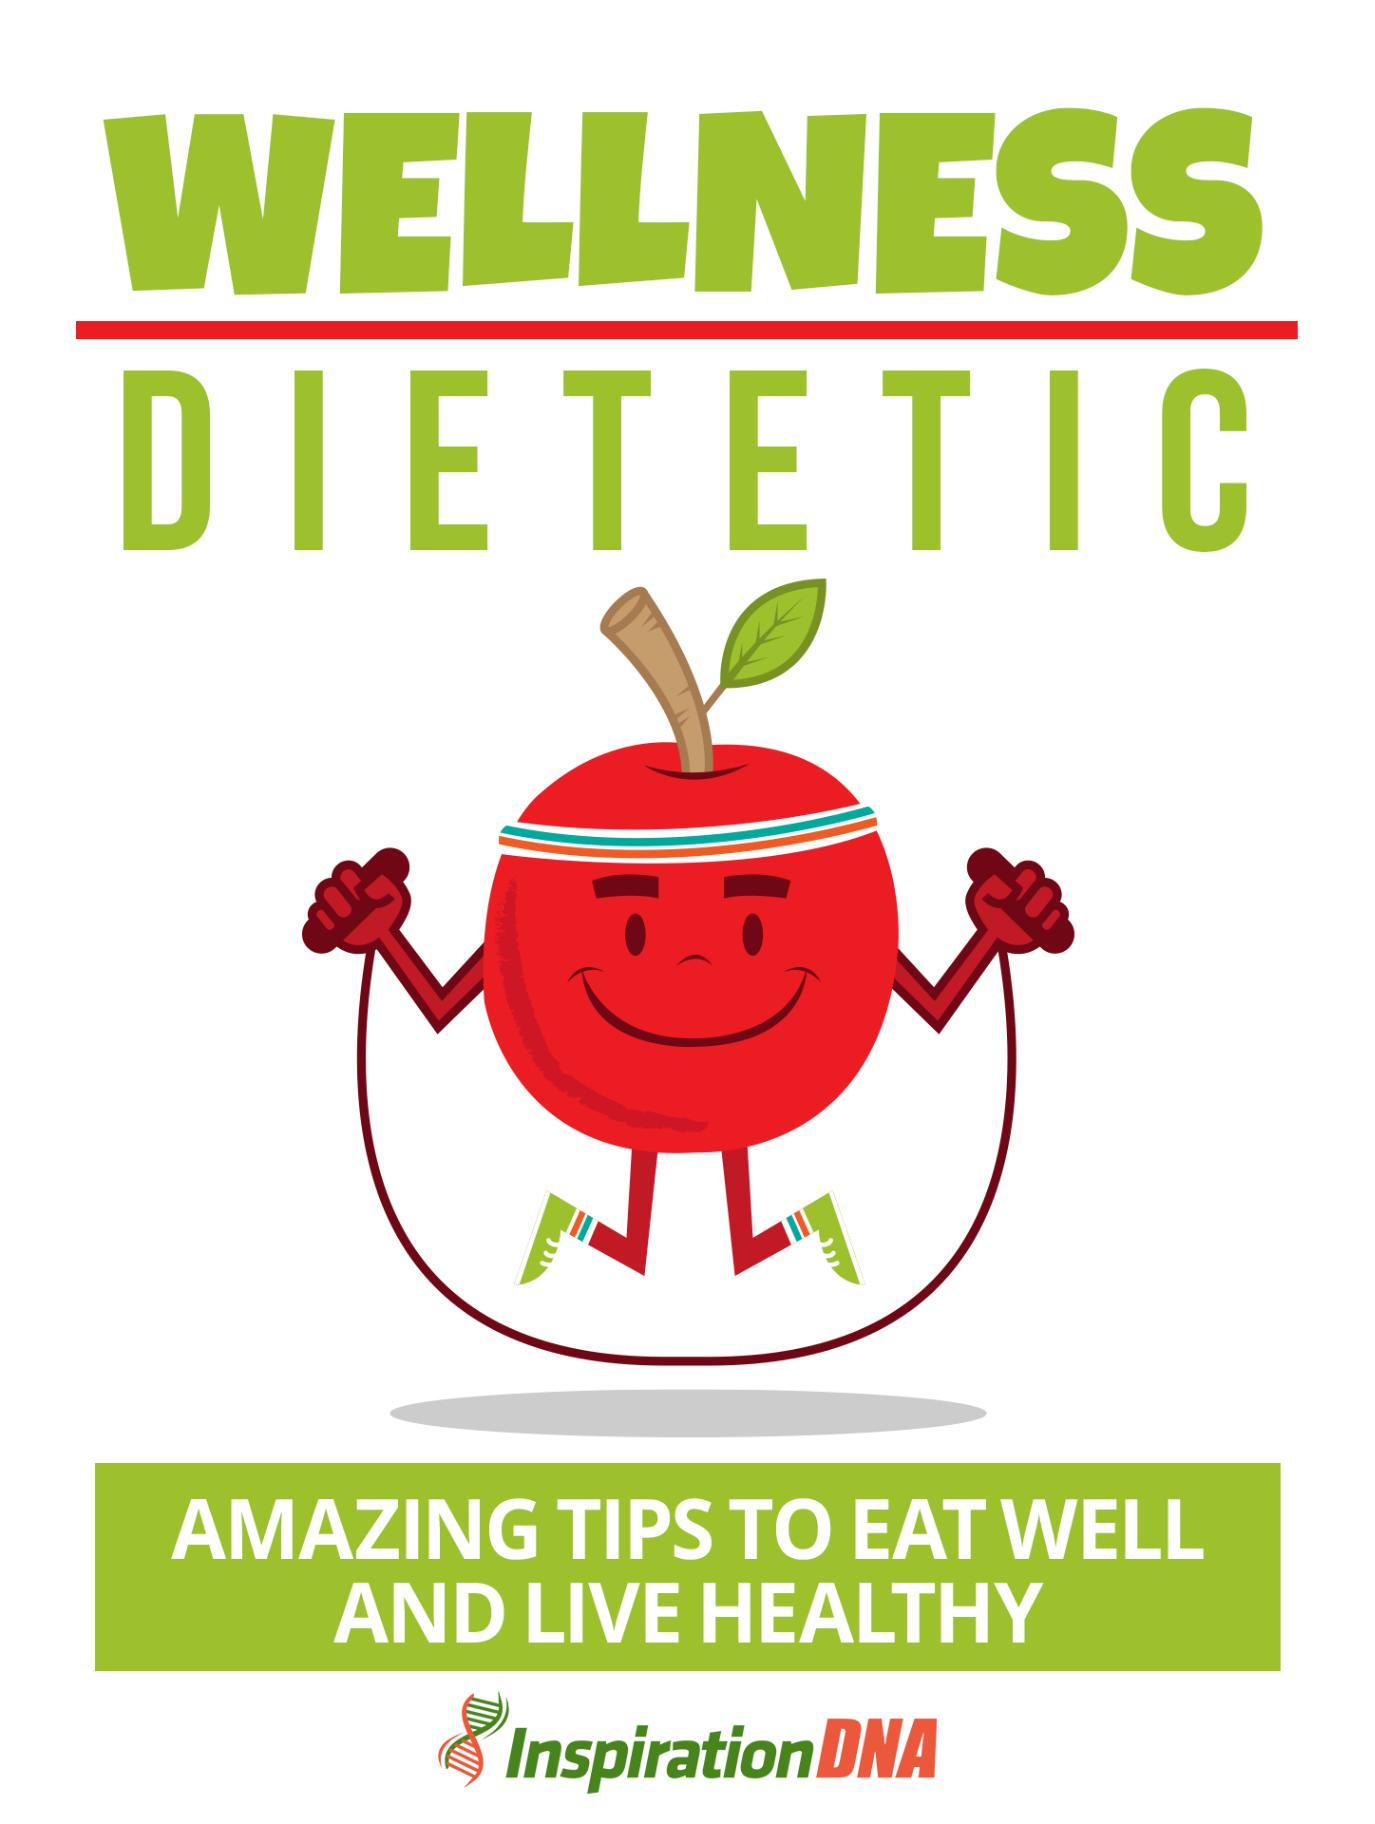 WELLNESS
DIETETIC
AMAZING TIPS TO EAT WELL
AND LIVE HEALTHY
InspirationDNA